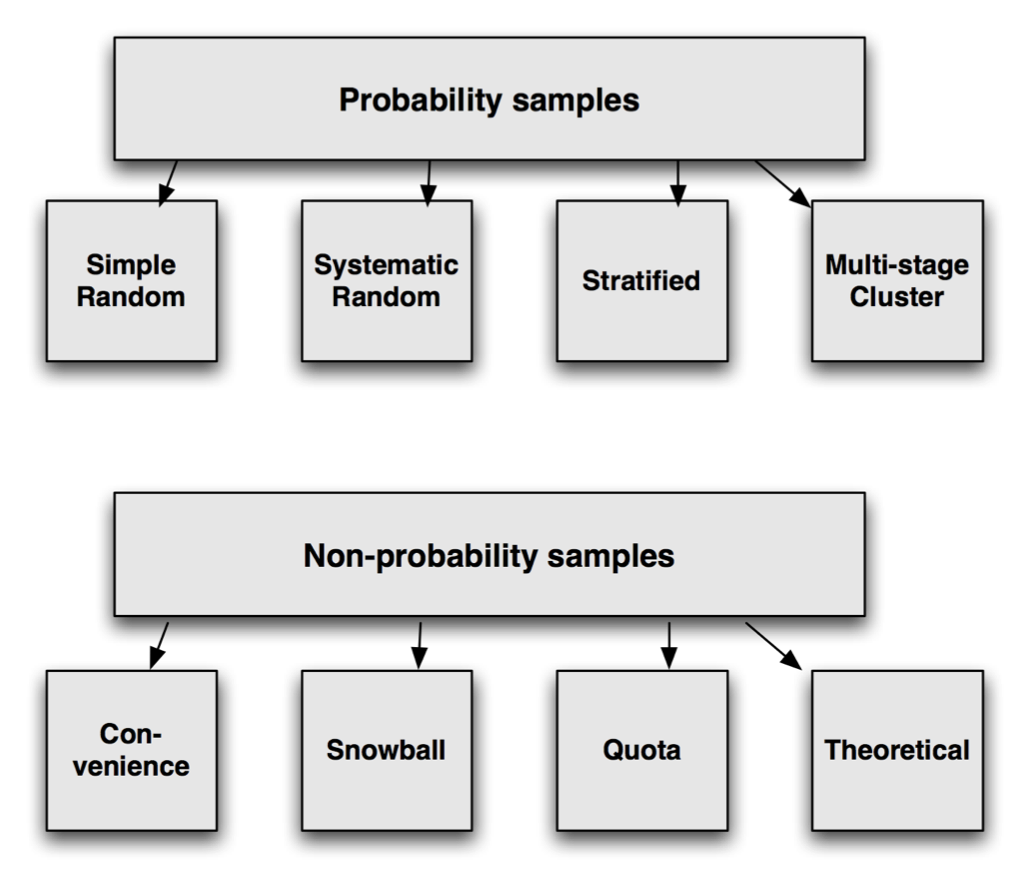 Probability samples
Simple
Random
Systematic
Random
Stratified
Multi-stage
Cluster
Non-probability samples
Con-
venience
Snowball
Quota
Theoretical